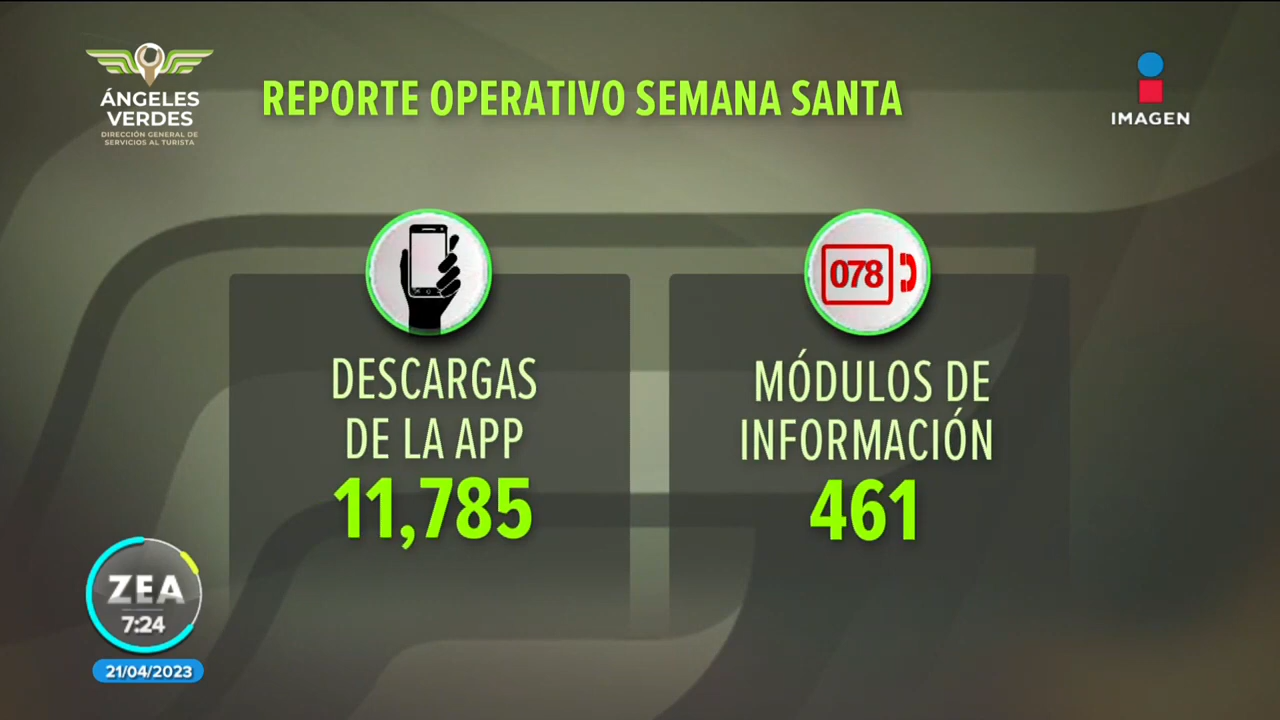 ÁNGELES
VERDES
DIRECCIÓN GENERAL DE
SERVICIOS AL TURISTA
REPORTE OPERATIVO SEMANA SANTA
IMAGEN
078
DESCARGAS
DE LA APP
11,785
MÓDULOS DE
INFORMACIÓN
461
ZEA
7:24
21/04/2023